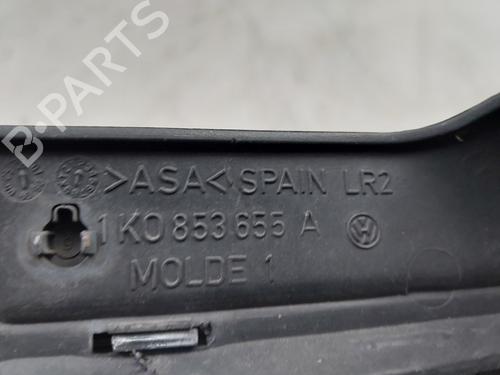 >ASA< SPAIN LR2
1K0 853 655 A
MOLDE 1
B-PARTS